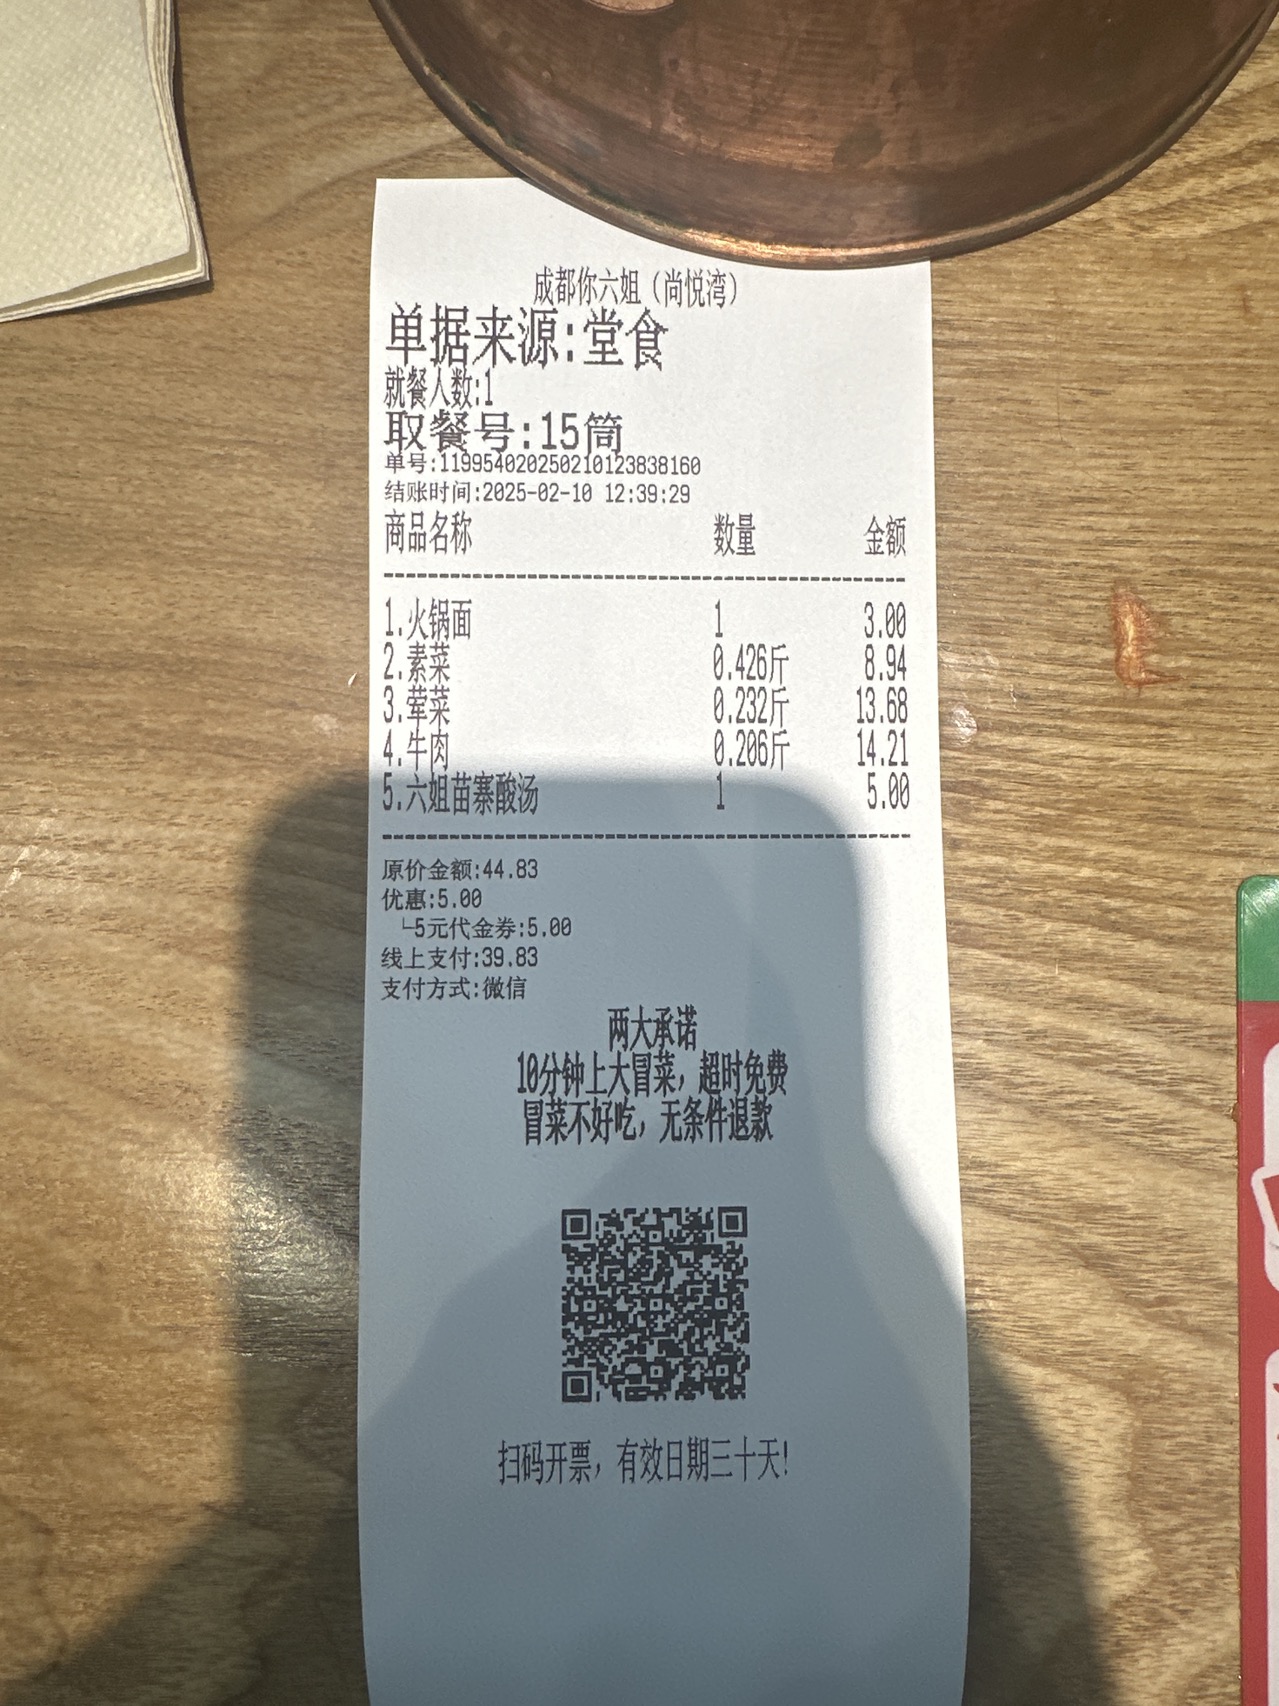 成都你六姐（尚悦湾）
单据来源:堂食
就餐人数:1
取餐号:15筒
单号:119954020250210123838160
结账时间:2025-02-10 12:39:29
商品名称 数量 金额
1.火锅面 1 3.00
2.素菜 0.426斤 8.94
3.荤菜 0.232斤 13.68
4.牛肉 0.206斤 14.21
5.六姐苗寨酸汤 1 5.00
原价金额:44.83
优惠:5.00
└5元代金券:5.00
线上支付:39.83
支付方式:微信
两大承诺
10分钟上大冒菜，超时免费
冒菜不好吃，无条件退款
扫码开票，有效日期三十天!